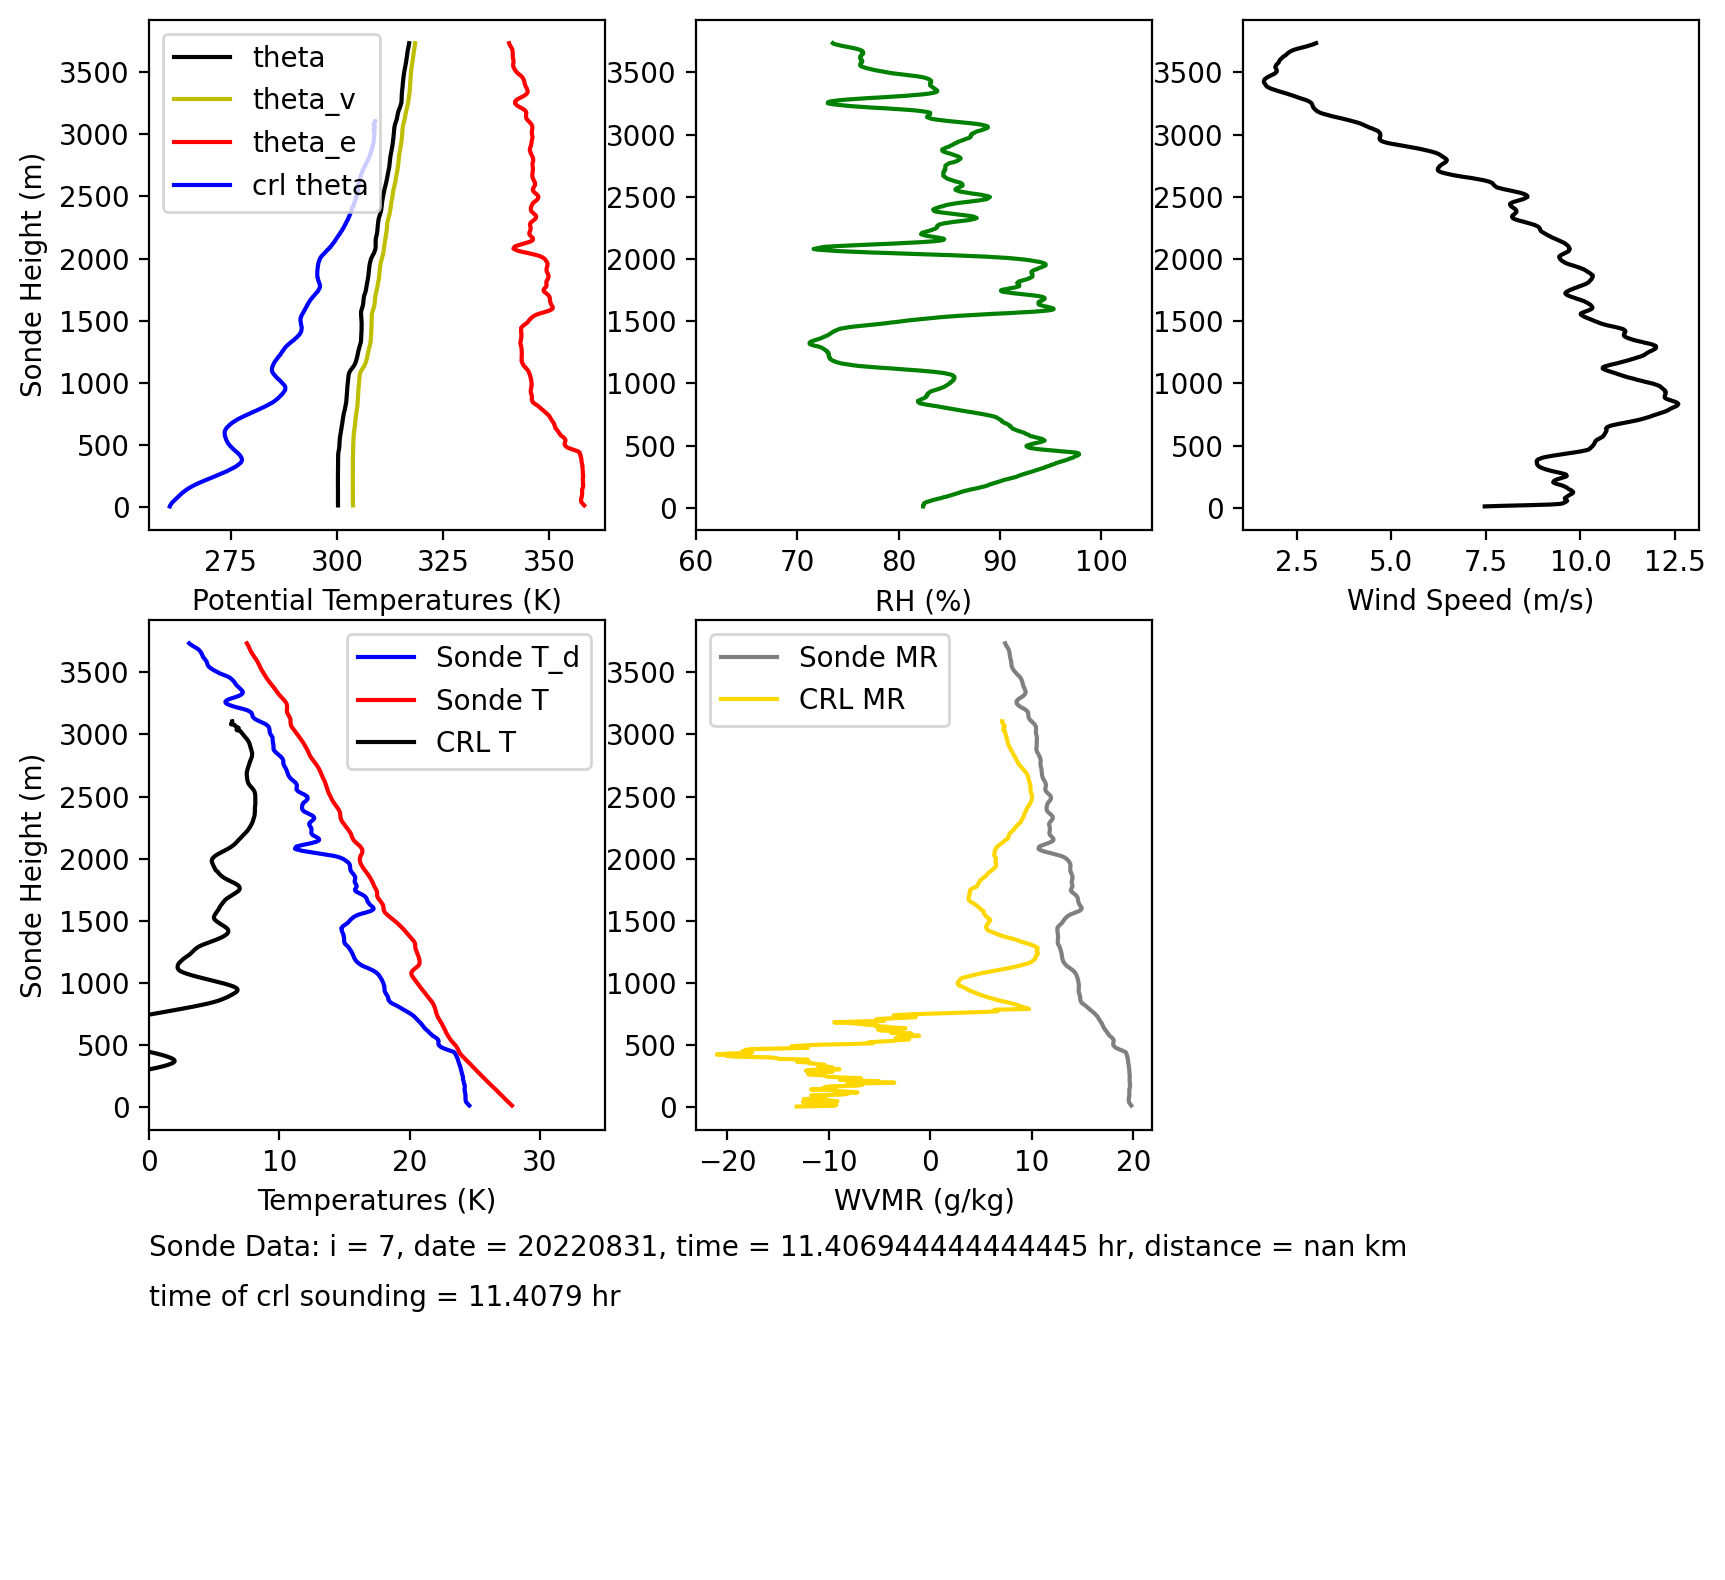 theta
theta_v
theta_e
crl theta
Sonde Height (m)
3500
3000
2500
2000
1500
1000
500
0
275 300 325 350
Potential Temperatures (K)
3500
3000
2500
2000
1500
1000
500
0
60 70 80 90 100
RH (%)
3500
3000
2500
2000
1500
1000
500
0
2.5 5.0 7.5 10.0 12.5
Wind Speed (m/s)
Sonde T_d
Sonde T
CRL T
Sonde Height (m)
3500
3000
2500
2000
1500
1000
500
0
0 10 20 30
Temperatures (K)
Sonde MR
CRL MR
3500
3000
2500
2000
1500
1000
500
0
−20 −10 0 10 20
WVMR (g/kg)
Sonde Data: i = 7, date = 20220831, time = 11.406944444444445 hr, distance = nan km
time of crl sounding = 11.4079 hr